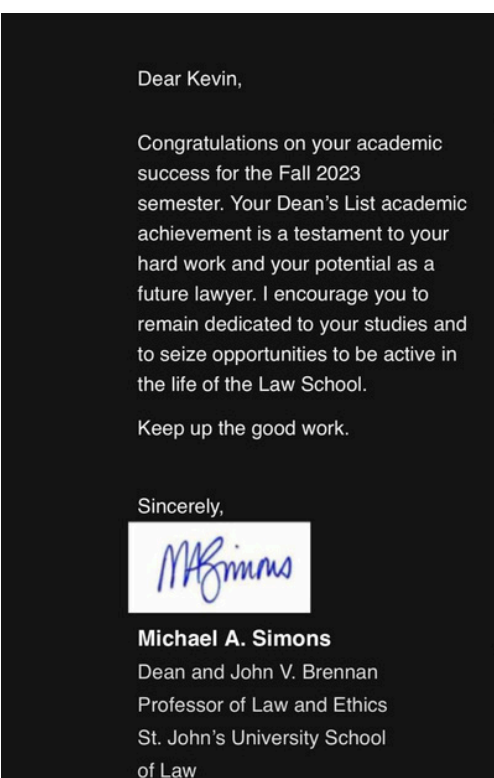 Dear Kevin,
Congratulations on your academic
success for the Fall 2023
semester. Your Dean’s List academic
achievement is a testament to your
hard work and your potential as a
future lawyer. I encourage you to
remain dedicated to your studies and
to seize opportunities to be active in
the life of the Law School.
Keep up the good work.
Sincerely,
MASimons
Michael A. Simons
Dean and John V. Brennan
Professor of Law and Ethics
St. John’s University School
of Law